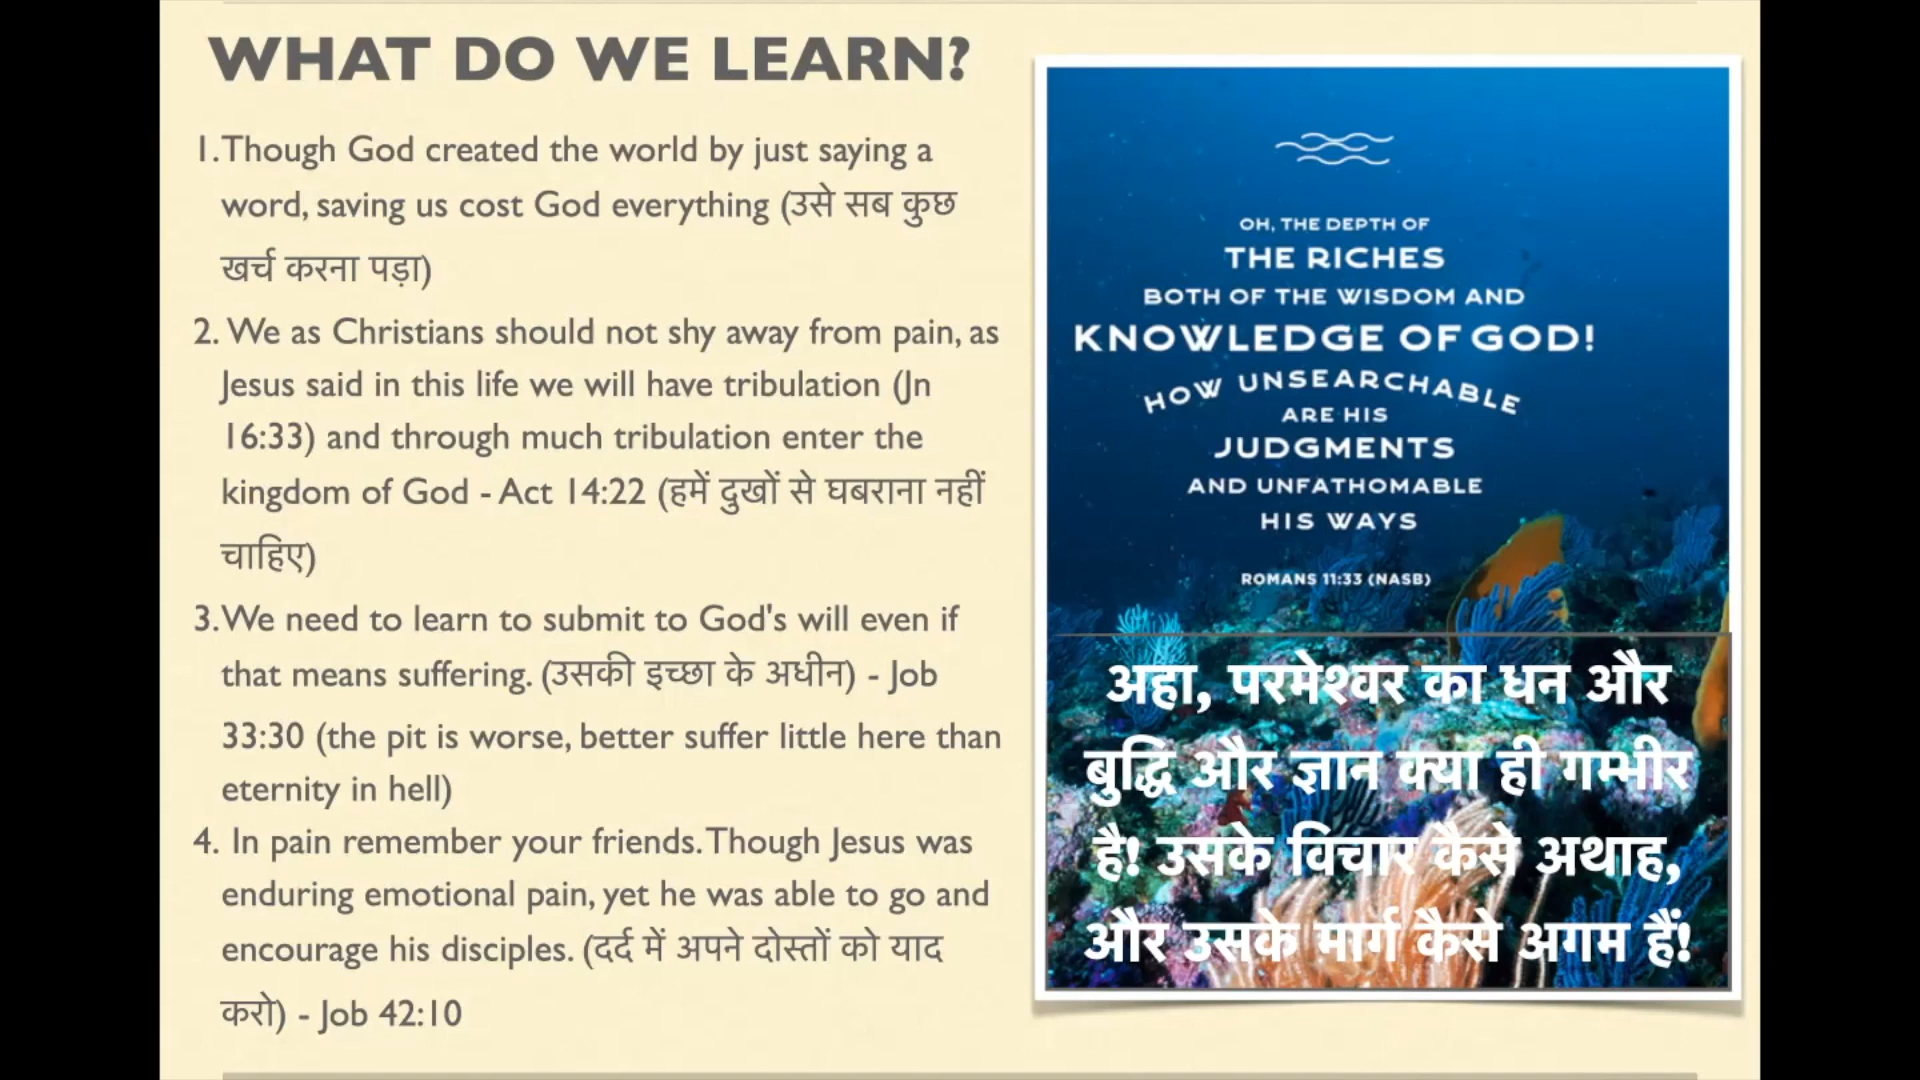 WHAT DO WE LEARN?
1.Though God created the world by just saying a
word, saving us cost God everything (उसे सब कुछ
खर्च करना पड़ा)
2. We as Christians should not shy away from pain, as
Jesus said in this life we will have tribulation (Jn
16:33) and through much tribulation enter the
kingdom of God - Act 14:22 (हमें दुखों से घबराना नहीं
चाहिए)
3.We need to learn to submit to God's will even if
that means suffering. (उसकी इच्छा के अधीन) - Job
33:30 (the pit is worse, better suffer little here than
eternity in hell)
4. In pain remember your friends. Though Jesus was
enduring emotional pain, yet he was able to go and
encourage his disciples. (दर्द में अपने दोस्तों को याद
करो) - Job 42:10
OH, THE DEPTH OF
THE RICHES
BOTH OF THE WISDOM AND
KNOWLEDGE OF GOD!
HOW UNSEARCHABLE
ARE HIS
JUDGMENTS
AND UNFATHOMABLE
HIS WAYS
ROMANS 11:33 (NASB)
अहा, परमेश्वर का धन और
बुद्धि और ज्ञान क्या ही गम्भीर
है! उसके विचार कैसे अथाह,
और उसके मार्ग कैसे अगम हैं!